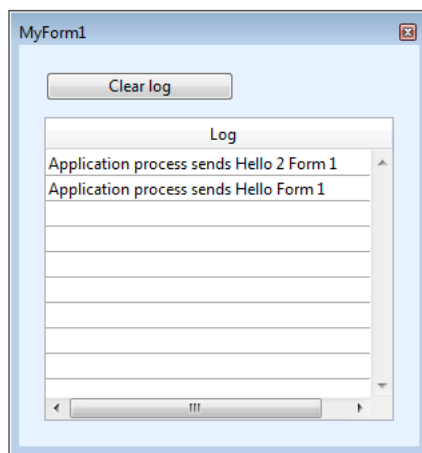 MyForm1
Clear log
Log
Application process sends Hello 2 Form 1
Application process sends Hello Form 1